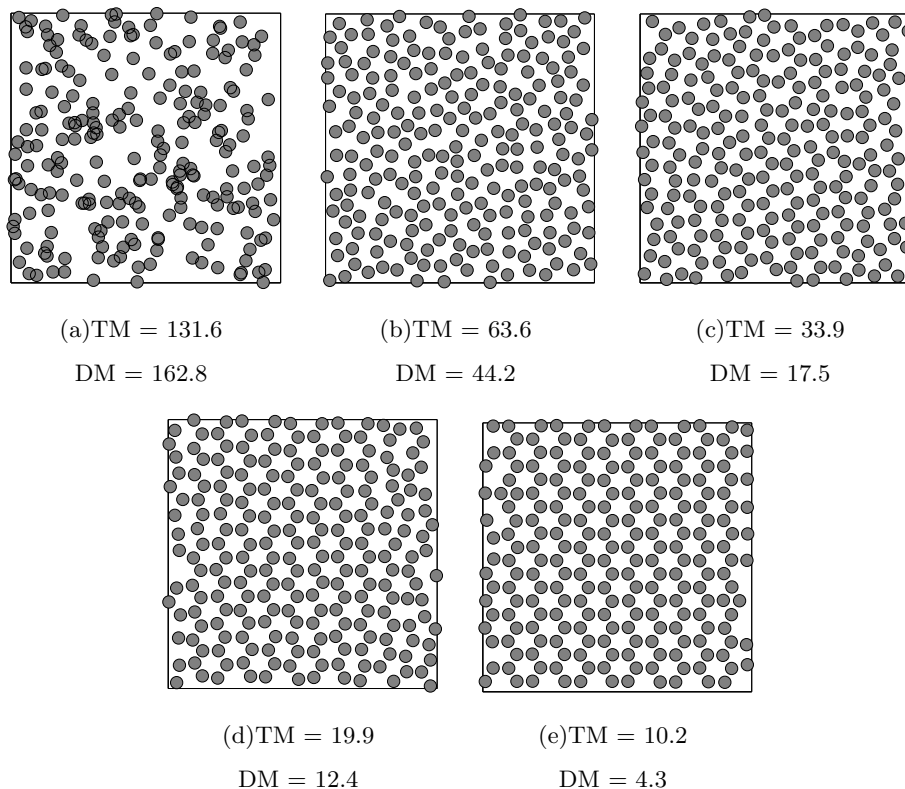 (a)TM = 131.6
DM = 162.8
(b)TM = 63.6
DM = 44.2
(c)TM = 33.9
DM = 17.5
(d)TM = 19.9
DM = 12.4
(e)TM = 10.2
DM = 4.3